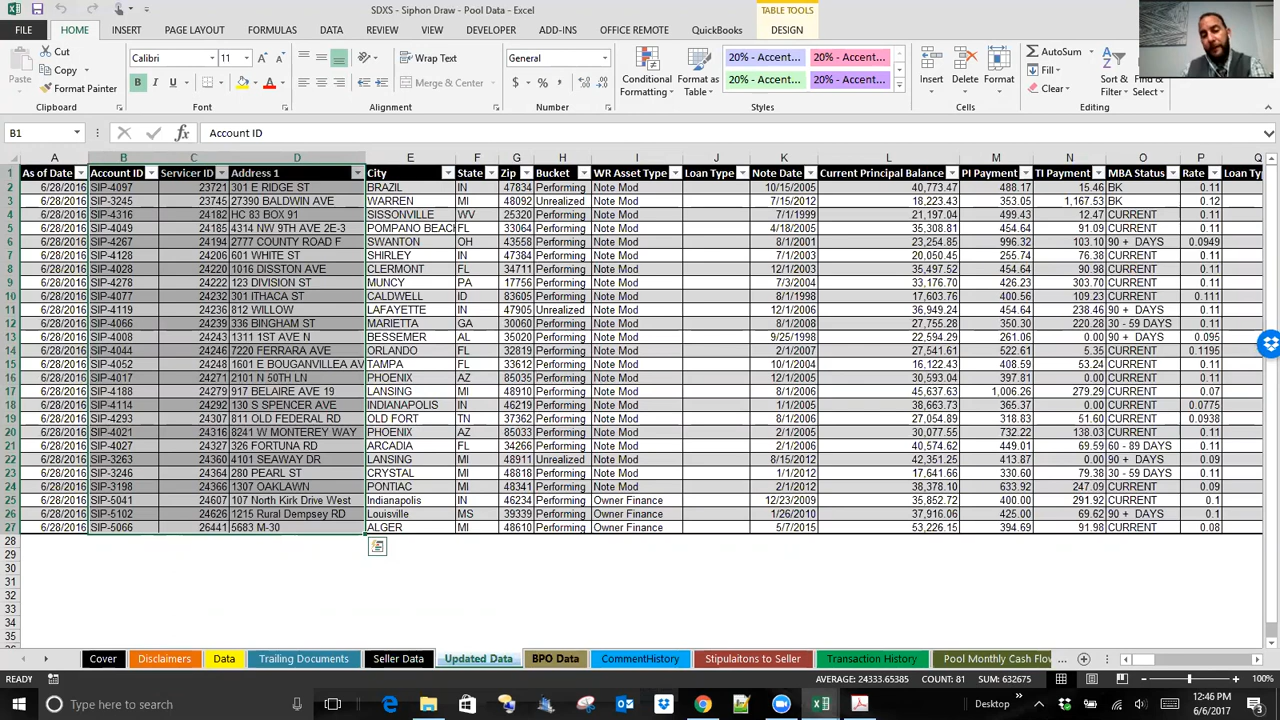 SDXS - Siphon Draw - Pool Data - Excel
TABLE TOOLS
FILE HOME INSERT PAGE LAYOUT FORMULAS DATA REVIEW VIEW DEVELOPER ADD-INS OFFICE REMOTE QuickBooks DESIGN
Paste
Cut
Copy
Format Painter
Calibri 11
B I U
Wrap Text
Merge & Center
General
$ % ,
Conditional Formatting
Format as Table
20% - Accent... 20% - Accent...
20% - Accent... 20% - Accent...
Insert Delete Format
AutoSum
Fill
Clear
Sort & Filter
Find & Select
Clipboard Font Alignment Number Styles Cells Editing
B1 fx Account ID
A B C D E F G H I J K L M N O P Q
1 As of Date Account ID Servicer ID Address 1 City State Zip Bucket WR Asset Type Loan Type Note Date Current Principal Balance PI Payment TI Payment MBA Status Rate Loan Ty
2 6/28/2016 SIP-4097 23721 301 E RIDGE ST BRAZIL IN 47834 Performing Note Mod 10/15/2005 40,773.47 488.17 15.46 BK 0.11
3 6/28/2016 SIP-3245 23745 27390 BALDWIN AVE WARREN MI 48092 Unrealized Note Mod 7/15/2012 18,223.43 353.05 1,167.53 BK 0.12
4 6/28/2016 SIP-4316 24182 HC 83 BOX 91 SISSONVILLE WV 25320 Performing Note Mod 7/1/1999 21,197.04 499.43 12.47 CURRENT 0.11
5 6/28/2016 SIP-4049 24185 4314 NW 9TH AVE 2E-3 POMPANO BEACH FL 33064 Performing Note Mod 4/18/2005 35,308.81 454.64 91.09 CURRENT 0.11
6 6/28/2016 SIP-4267 24194 2777 COUNTY ROAD F SWANTON OH 43558 Performing Note Mod 8/1/2001 23,254.85 996.32 103.10 90 + DAYS 0.0949
7 6/28/2016 SIP-4128 24206 601 WHITE ST SHIRLEY IN 47384 Performing Note Mod 7/1/2003 20,050.45 255.74 76.38 CURRENT 0.11
8 6/28/2016 SIP-4028 24220 1016 DISSTON AVE CLERMONT FL 34711 Performing Note Mod 12/1/2003 35,497.52 454.64 90.98 CURRENT 0.11
9 6/28/2016 SIP-4278 24222 123 DIVISION ST MUNCY PA 17756 Performing Note Mod 7/3/2004 33,176.70 426.23 303.70 CURRENT 0.11
10 6/28/2016 SIP-4077 24232 301 ITHACA ST CALDWELL ID 83605 Performing Note Mod 8/1/1998 17,603.76 400.56 109.23 CURRENT 0.111
11 6/28/2016 SIP-4119 24236 812 WILLOW LAFAYETTE IN 47905 Unrealized Note Mod 12/1/2006 36,949.24 454.64 238.46 90 + DAYS 0.11
12 6/28/2016 SIP-4066 24239 336 BINGHAM ST MARIETTA GA 30060 Performing Note Mod 8/1/2008 27,755.28 350.30 220.28 30 - 59 DAYS 0.11
13 6/28/2016 SIP-4008 24243 1311 1ST AVE N BESSEMER AL 35020 Performing Note Mod 9/25/1998 22,594.29 261.06 0.00 90 + DAYS 0.095
14 6/28/2016 SIP-4044 24246 7220 FERRARA AVE ORLANDO FL 32819 Performing Note Mod 2/1/2007 27,541.61 522.61 5.35 CURRENT 0.1195
15 6/28/2016 SIP-4052 24248 1601 E BOUGANVILLEA AV TAMPA FL 33612 Performing Note Mod 10/1/2004 16,122.43 408.59 53.24 CURRENT 0.11
16 6/28/2016 SIP-4017 24271 2101 N 50TH LN PHOENIX AZ 85035 Performing Note Mod 12/1/2005 30,593.04 397.81 0.00 CURRENT 0.11
17 6/28/2016 SIP-4188 24279 917 BELAIRE AVE 19 LANSING MI 48910 Performing Note Mod 8/1/2007 45,637.63 1,006.26 279.29 CURRENT 0.07
18 6/28/2016 SIP-4114 24292 130 S SPENCER AVE INDIANAPOLIS IN 46219 Performing Note Mod 1/1/2005 38,663.73 365.37 0.00 CURRENT 0.0775
19 6/28/2016 SIP-4293 24307 811 OLD FEDERAL RD OLD FORT TN 37362 Performing Note Mod 2/1/2005 27,054.89 318.83 51.60 CURRENT 0.0938
20 6/28/2016 SIP-4021 24316 8241 W MONTEREY WAY PHOENIX AZ 85033 Performing Note Mod 2/1/2006 30,077.55 732.22 138.03 CURRENT 0.11
21 6/28/2016 SIP-4027 24327 326 FORTUNA RD ARCADIA FL 34266 Performing Note Mod 2/1/2006 40,574.62 449.01 69.59 60 - 89 DAYS 0.11
22 6/28/2016 SIP-3263 24360 4101 SEAWAY DR LANSING MI 48911 Unrealized Note Mod 8/15/2012 42,351.25 413.87 0.00 90 + DAYS 0.09
23 6/28/2016 SIP-3246 24364 280 PEARL ST CRYSTAL MI 48818 Performing Note Mod 1/1/2012 17,641.66 330.60 79.38 30 - 59 DAYS 0.11
24 6/28/2016 SIP-3198 24366 1307 OAKLAWN PONTIAC MI 48341 Performing Note Mod 2/1/2012 38,378.10 633.92 247.09 CURRENT 0.09
25 6/28/2016 SIP-5041 24607 107 North Kirk Drive West Indianapolis IN 46234 Performing Owner Finance 12/23/2009 35,852.72 400.00 291.92 CURRENT 0.1
26 6/28/2016 SIP-5102 24626 1215 Rural Dempsey RD Louisville MS 39339 Performing Owner Finance 1/26/2010 37,916.06 425.00 69.62 90 + DAYS 0.1
27 6/28/2016 SIP-5066 26441 5683 M-30 ALGER MI 48610 Performing Owner Finance 5/7/2015 53,226.15 394.69 91.98 CURRENT 0.08
28
29
30
31
32
33
34
35
Cover Disclaimers Data Trailing Documents Seller Data Updated Data BPO Data CommentHistory Stipulaitons to Seller Transaction History Pool Monthly Cash Flow ...
READY AVERAGE: 24333.65385 COUNT: 81 SUM: 632675 100%
Type here to search Desktop 12:46 PM
6/6/2017